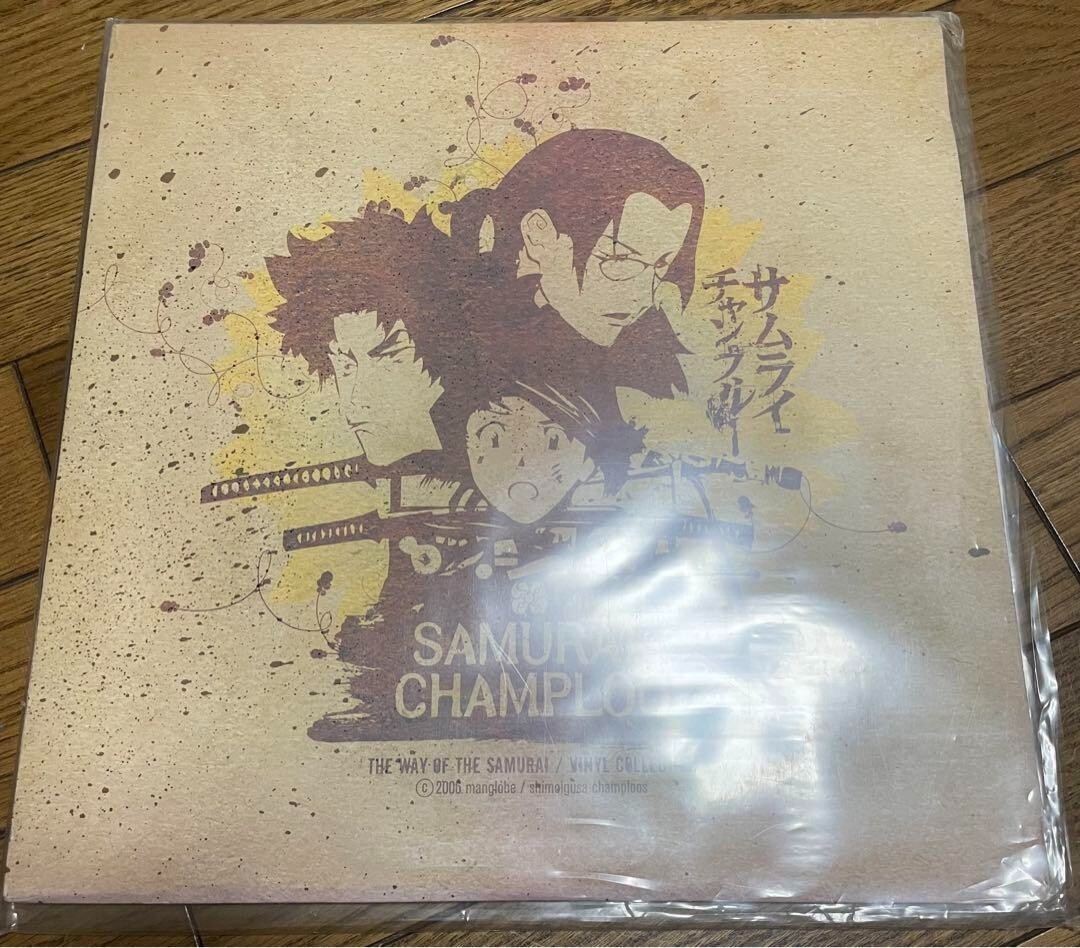 サムライ
チャンプルー
SAMURAI
CHAMPLOO
THE WAY OF THE SAMURAI / VINYL COLLEC
ⓒ 2006 manglobe / shimoigusa champloos